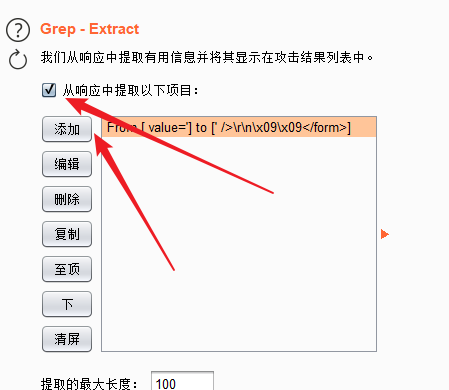 Grep - Extract
我们从响应中提取有用信息并将其显示在攻击结果列表中。
从响应中提取以下项目：
添加
From [ value='] to [' />\r\n\x09\x09</form>]
编辑
删除
复制
至顶
下
清屏
提取的最大长度： 100